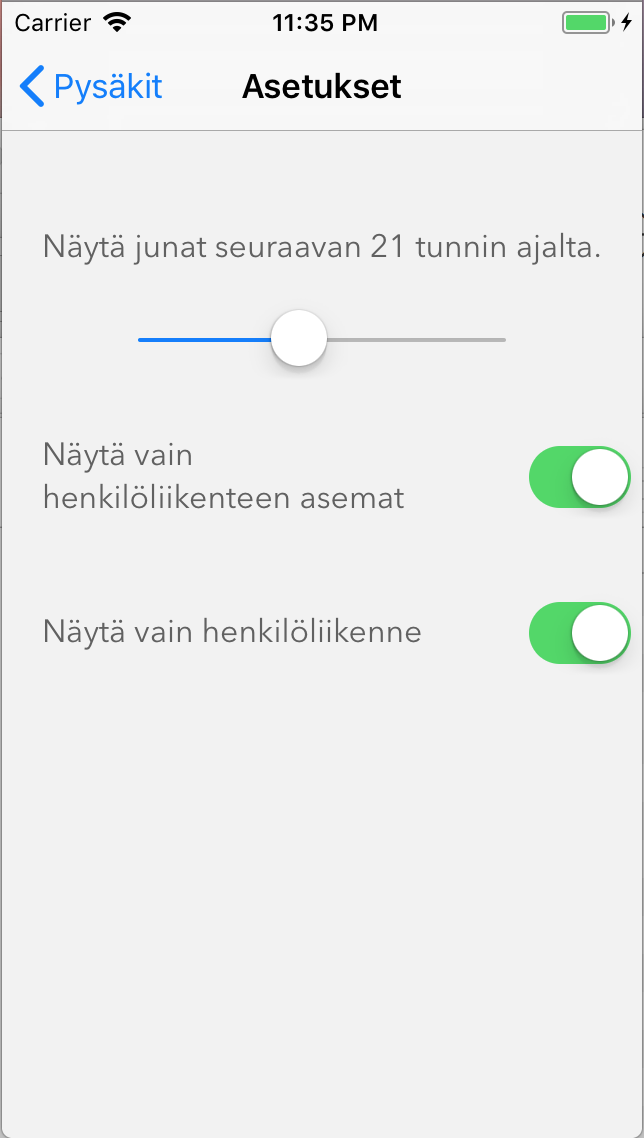 Carrier 11:35 PM
Pysäkit Asetukset
Näytä junat seuraavan 21 tunnin ajalta.
Näytä vain
henkilöliikenteen asemat
Näytä vain henkilöliikenne